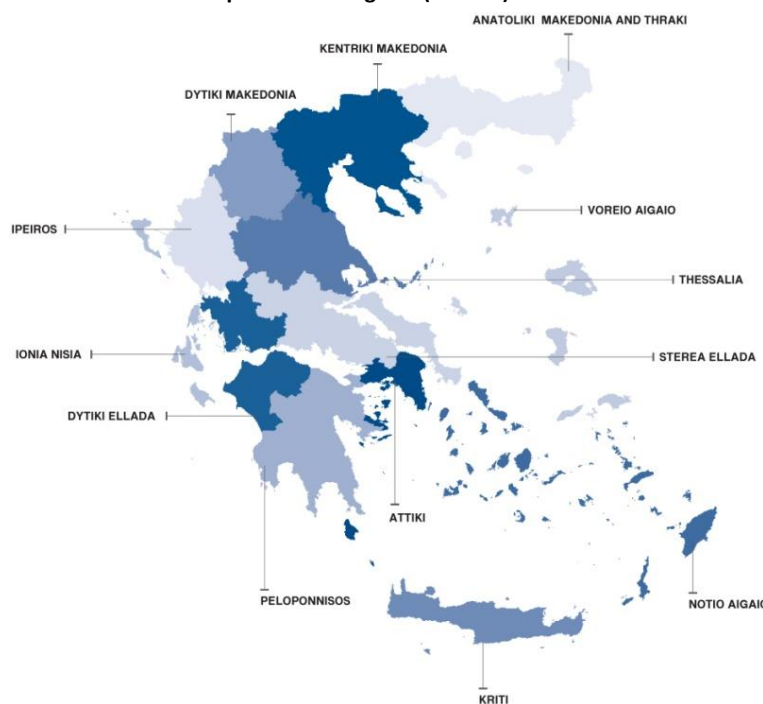 ANATOLIKI MAKEDONIA AND THRAKI
KENTRIKI MAKEDONIA
DYTIKI MAKEDONIA
VOREIO AIGAIO
IPEIROS
THESSALIA
IONIA NISIA
STEREA ELLADA
DYTIKI ELLADA
ATTIKI
PELOPONNISOS
NOTIO AIGAIO
KRITI